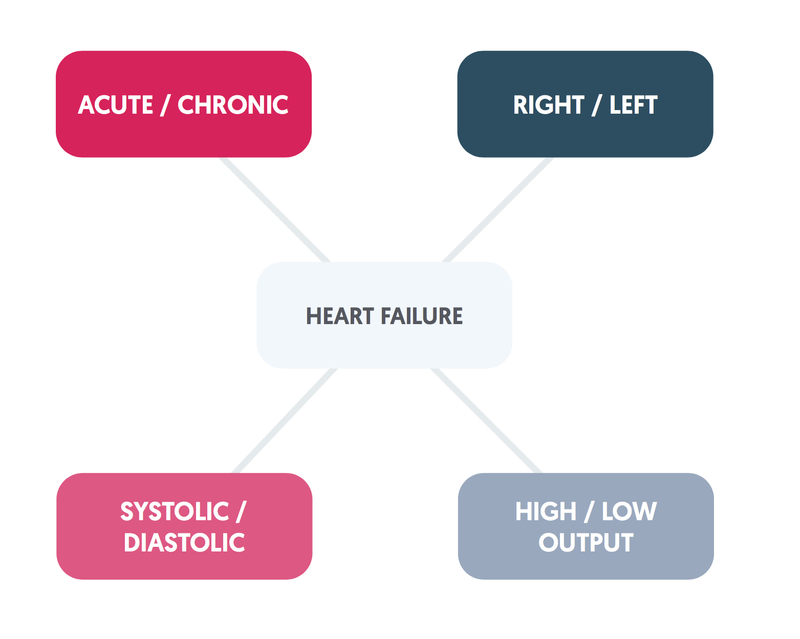 ACUTE / CHRONIC
RIGHT / LEFT
HEART FAILURE
SYSTOLIC /
DIASTOLIC
HIGH / LOW
OUTPUT